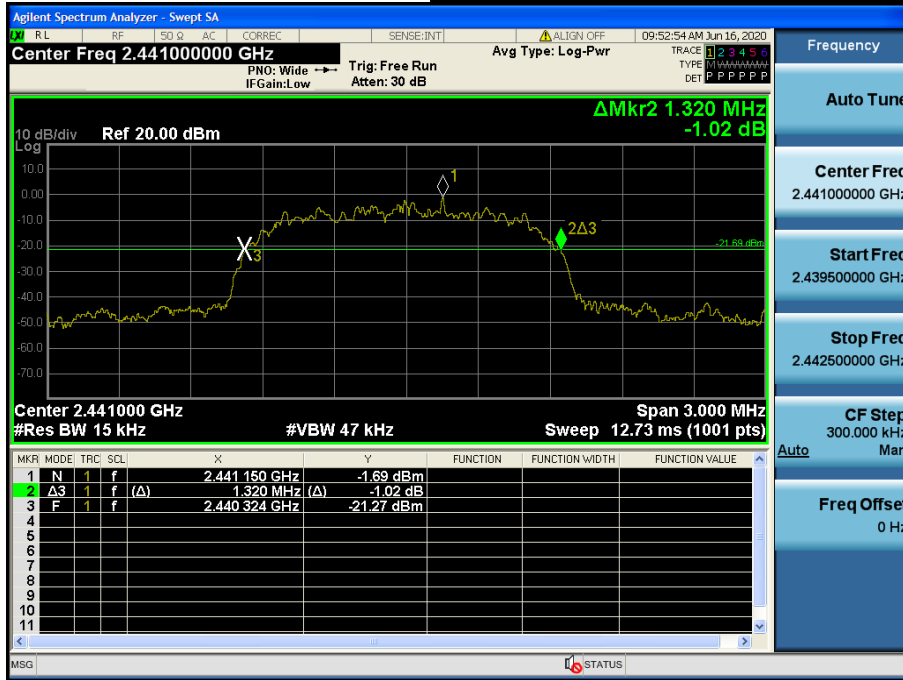 Agilent Spectrum Analyzer - Swept SA
LXI RL RF 50 Ω AC CORREC SENSE:INT ALIGN OFF 09:52:54 AM Jun 16, 2020
Center Freq 2.441000000 GHz
PNO: Wide
IFGain:Low
Trig: Free Run
Atten: 30 dB
Avg Type: Log-Pwr
TRACE 1 2 3 4 5 6
TYPE M
DET P P P P P P
ΔMkr2 1.320 MHz
-1.02 dB
10 dB/div Ref 20.00 dBm
Log
10.0
0.00
-10.0
-20.0
-30.0
-40.0
-50.0
-60.0
-70.0
1
2Δ3
3
-21.69 dBm
Center 2.441000 GHz Span 3.000 MHz
#Res BW 15 kHz #VBW 47 kHz Sweep 12.73 ms (1001 pts)
MKR MODE TRC SCL X Y FUNCTION FUNCTION WIDTH FUNCTION VALUE
1 N 1 f 2.441 150 GHz -1.69 dBm
2 Δ3 1 f (Δ) 1.320 MHz (Δ) -1.02 dB
3 F 1 f 2.440 324 GHz -21.27 dBm
4
5
6
7
8
9
10
11
MSG STATUS
Frequency
Auto Tune
Center Freq
2.441000000 GHz
Start Freq
2.439500000 GHz
Stop Freq
2.442500000 GHz
CF Step
300.000 kHz
Auto Man
Freq Offset
0 Hz